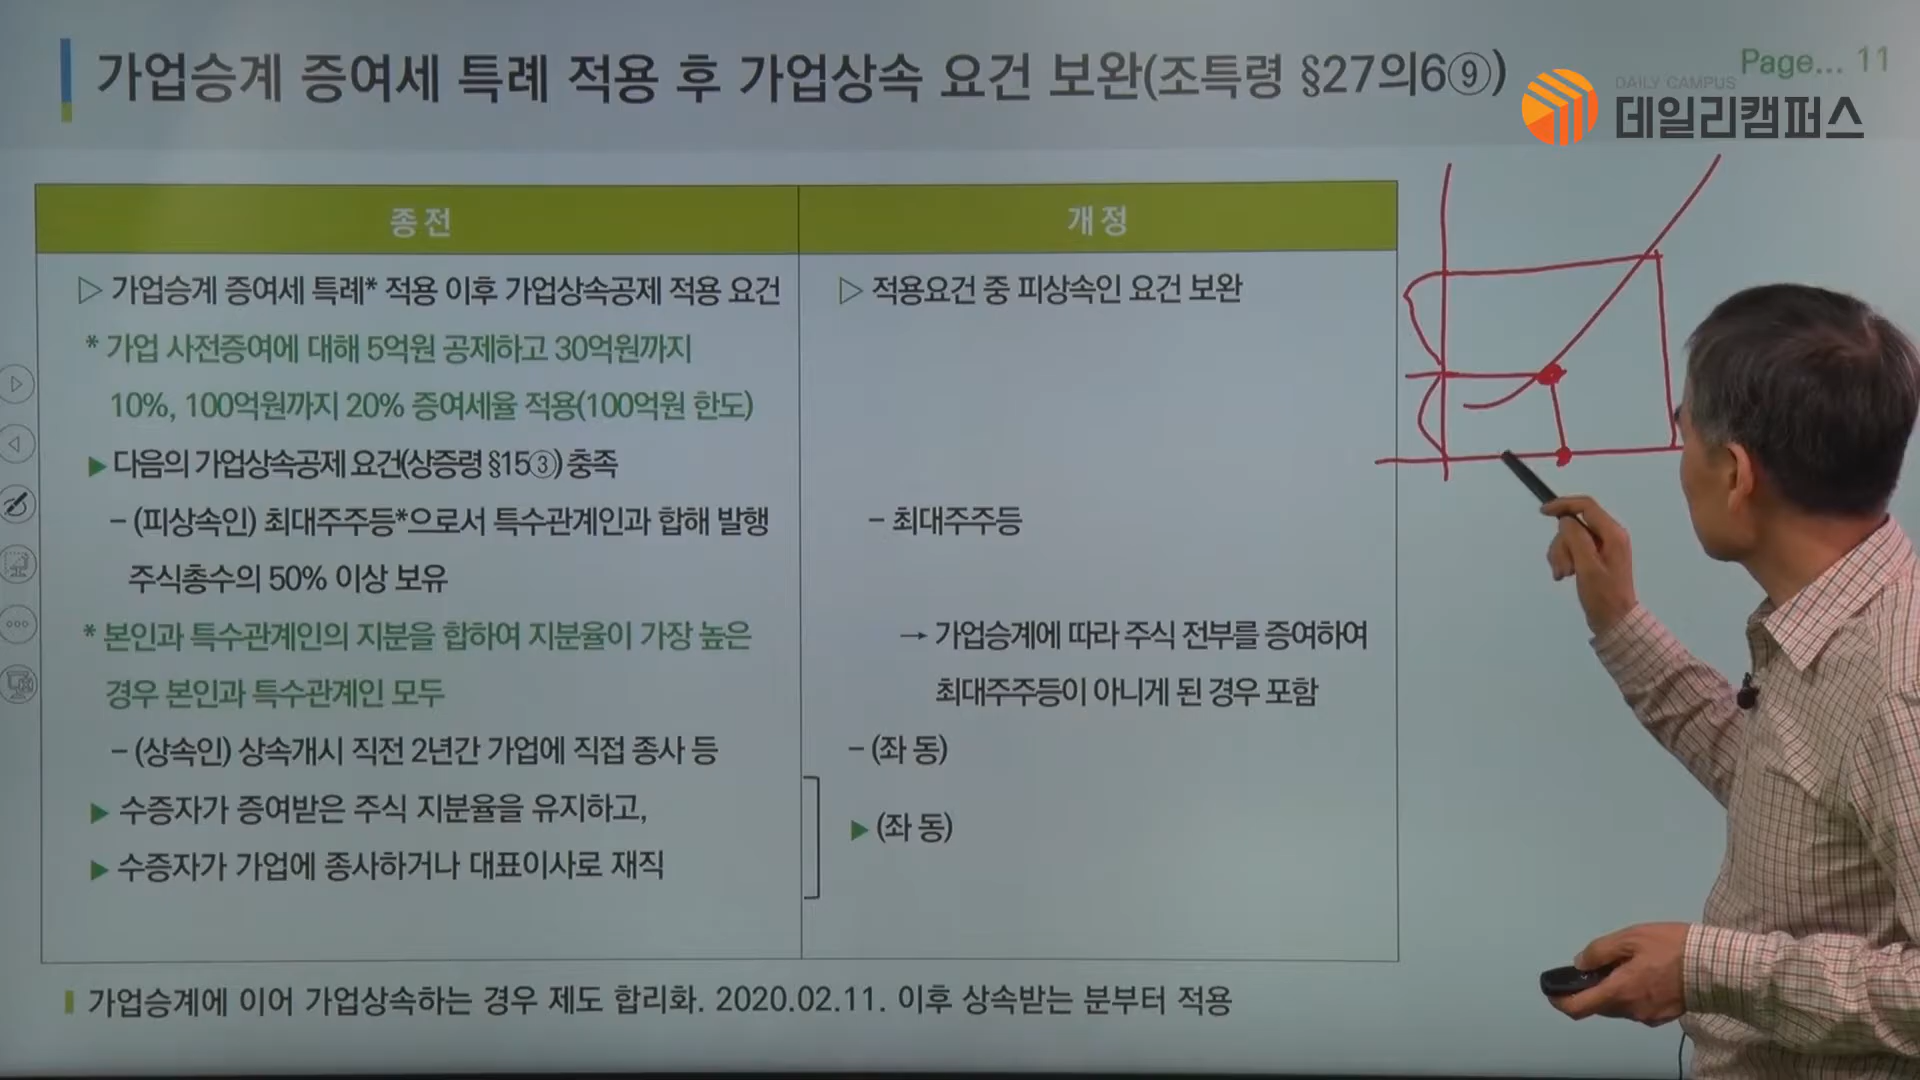 가업승계 증여세 특례 적용 후 가업상속 요건 보완(조특령 §27의6⑨)
Page... 11
DAILY CAMPUS
데일리캠퍼스
종 전
개 정
▷ 가업승계 증여세 특례* 적용 이후 가업상속공제 적용 요건
* 가업 사전증여에 대해 5억원 공제하고 30억원까지
10%, 100억원까지 20% 증여세율 적용(100억원 한도)
▶ 다음의 가업상속공제 요건(상증령 §15③) 충족
- (피상속인) 최대주주등*으로서 특수관계인과 합해 발행
주식총수의 50% 이상 보유
* 본인과 특수관계인의 지분을 합하여 지분율이 가장 높은
경우 본인과 특수관계인 모두
- (상속인) 상속개시 직전 2년간 가업에 직접 종사 등
▶ 수증자가 증여받은 주식 지분율을 유지하고,
▶ 수증자가 가업에 종사하거나 대표이사로 재직
▷ 적용요건 중 피상속인 요건 보완
- 최대주주등
→ 가업승계에 따라 주식 전부를 증여하여
최대주주등이 아니게 된 경우 포함
- (좌 동)
▶ (좌 동)
가업승계에 이어 가업상속하는 경우 제도 합리화. 2020.02.11. 이후 상속받는 분부터 적용